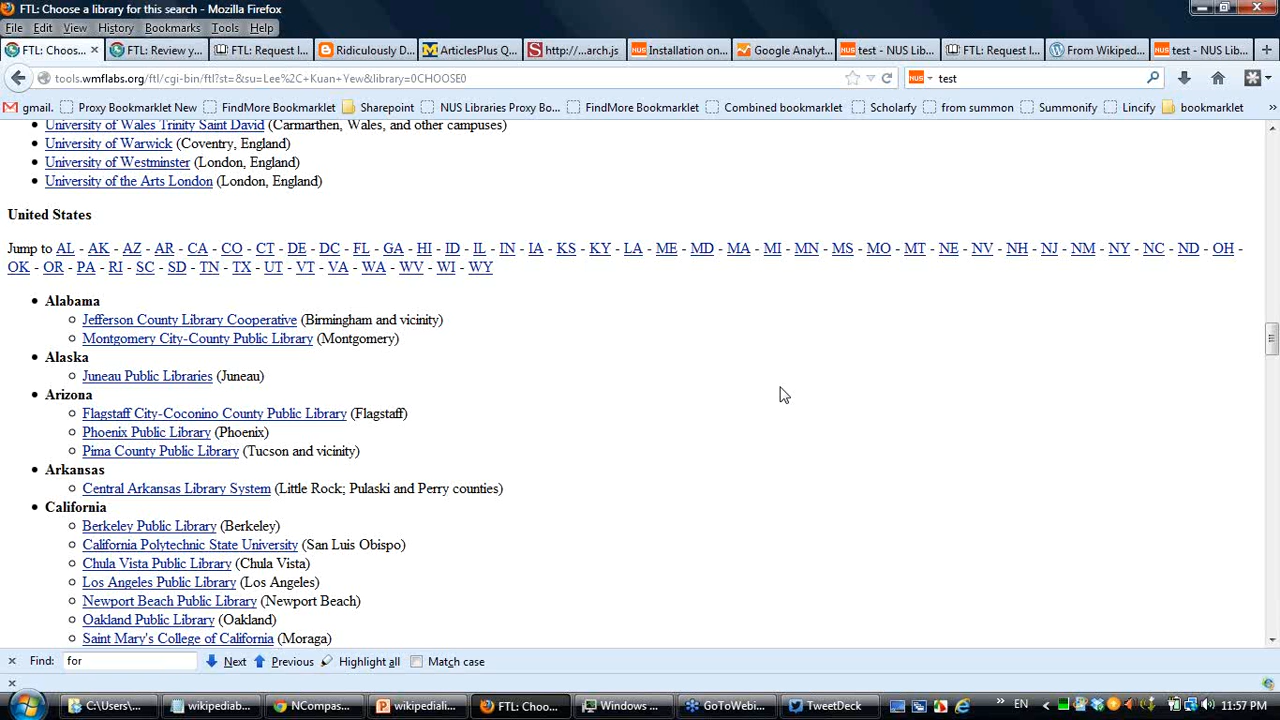 FTL: Choose a library for this search - Mozilla Firefox
File Edit View History Bookmarks Tools Help
FTL: Choos... × FTL: Review y... FTL: Request l... Ridiculously D... ArticlesPlus Q... http://...arch.js Installation on... Google Analyt... test - NUS Lib... FTL: Request l... From Wikiped... test - NUS Lib...
tools.wmflabs.org/ftl/cgi-bin/ftl?st=&su=Lee%2C+Kuan+Yew&library=0CHOOSE0 NUS test
gmail. Proxy Bookmarklet New FindMore Bookmarklet Sharepoint NUS Libraries Proxy Bo... FindMore Bookmarklet Combined bookmarklet Scholarfy from summon Summonify Lincify bookmarklet »
University of Wales Trinity Saint David (Carmarthen, Wales, and other campuses)
University of Warwick (Coventry, England)
University of Westminster (London, England)
University of the Arts London (London, England)
United States
Jump to AL - AK - AZ - AR - CA - CO - CT - DE - DC - FL - GA - HI - ID - IL - IN - IA - KS - KY - LA - ME - MD - MA - MI - MN - MS - MO - MT - NE - NV - NH - NJ - NM - NY - NC - ND - OH -
OK - OR - PA - RI - SC - SD - TN - TX - UT - VT - VA - WA - WV - WI - WY
Alabama
Jefferson County Library Cooperative (Birmingham and vicinity)
Montgomery City-County Public Library (Montgomery)
Alaska
Juneau Public Libraries (Juneau)
Arizona
Flagstaff City-Coconino County Public Library (Flagstaff)
Phoenix Public Library (Phoenix)
Pima County Public Library (Tucson and vicinity)
Arkansas
Central Arkansas Library System (Little Rock; Pulaski and Perry counties)
California
Berkeley Public Library (Berkeley)
California Polytechnic State University (San Luis Obispo)
Chula Vista Public Library (Chula Vista)
Los Angeles Public Library (Los Angeles)
Newport Beach Public Library (Newport Beach)
Oakland Public Library (Oakland)
Saint Mary's College of California (Moraga)
× Find: for Next Previous Highlight all Match case
×
C:\Users\... wikipediab... NCompas... wikipediali... FTL: Choo... Windows ... GoToWebi... TweetDeck » EN 11:57 PM